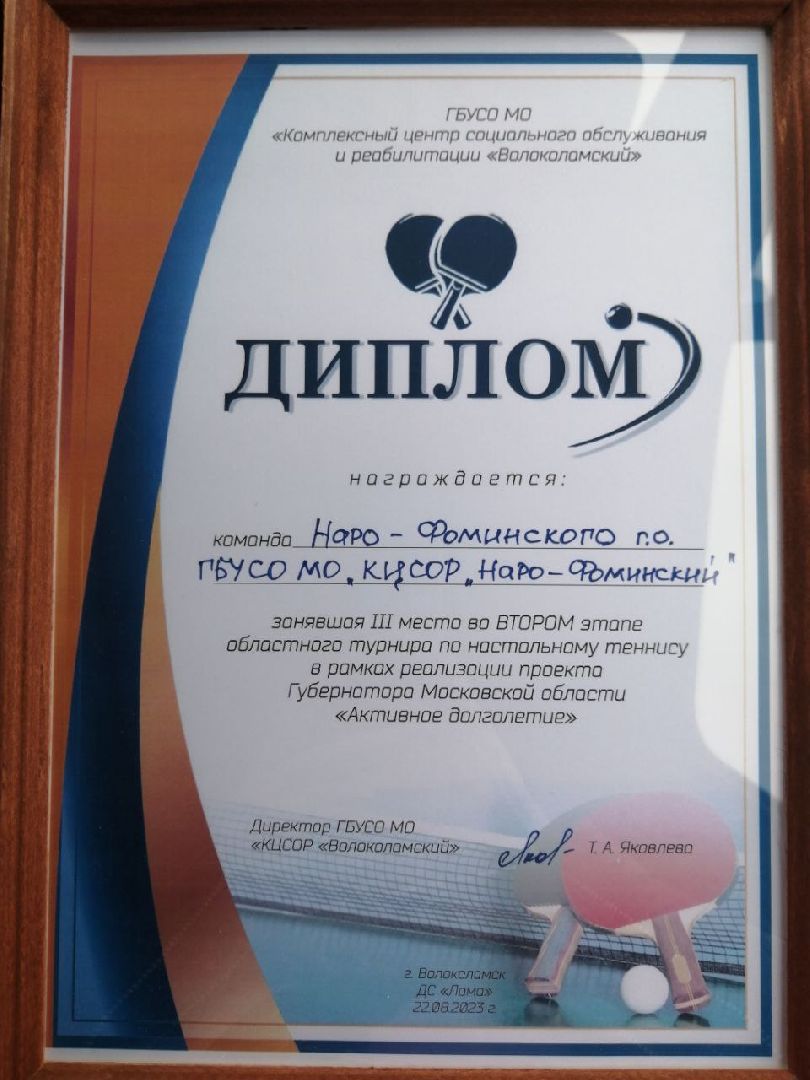 ГБУСО МО
«Комплексный центр социального обслуживания
и реабилитации «Волоколамский»
ДИПЛОМ
награждается:
команда Наро - Фоминского г.о.
ГБУСО МО „КЦСОР „Наро-Фоминский"
занявшая III место во ВТОРОМ этапе
областного турнира по настольному теннису
в рамках реализации проекта
Губернатора Московской области
«Активное долголетие»
Директор ГБУСО МО
«КЦСОР «Волоколамский»
Т. А. Яковлева
г. Волоколамск
ДС «Лама»
22.08.2023 г.